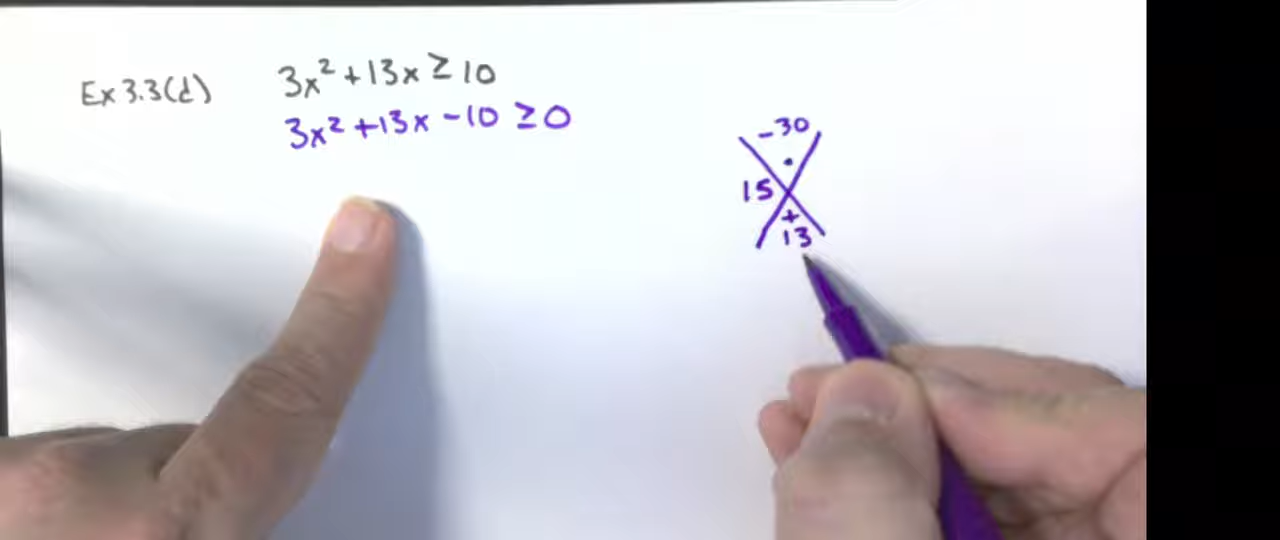 Ex 3.3(d) 3x² + 13x ≥ 10
3x² + 13x - 10 ≥ 0
-30
•
15
+
13